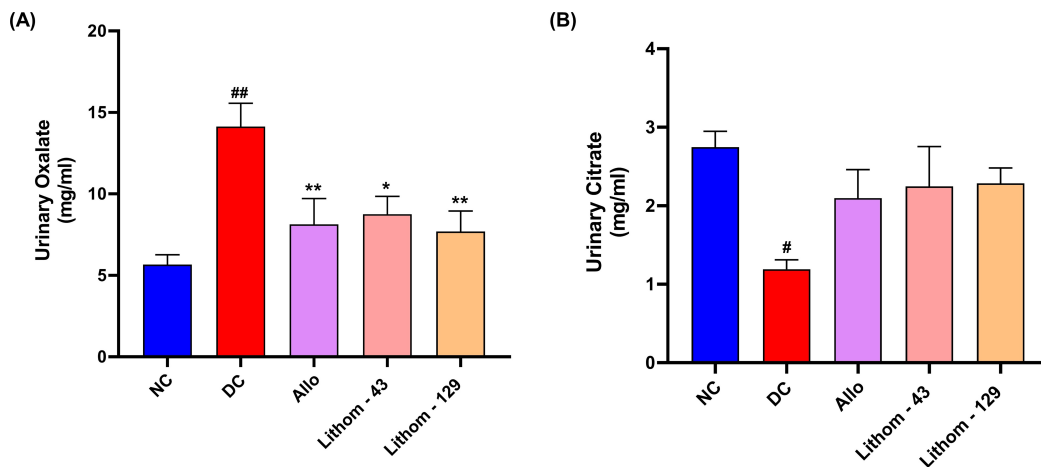 (A)
Urinary Oxalate
(mg/ml)
20
15
10
5
0
##
**
*
**
NC
DC
Allo
Lithom - 43
Lithom - 129
(B)
Urinary Citrate
(mg/ml)
4
3
2
1
0
#
NC
DC
Allo
Lithom - 43
Lithom - 129